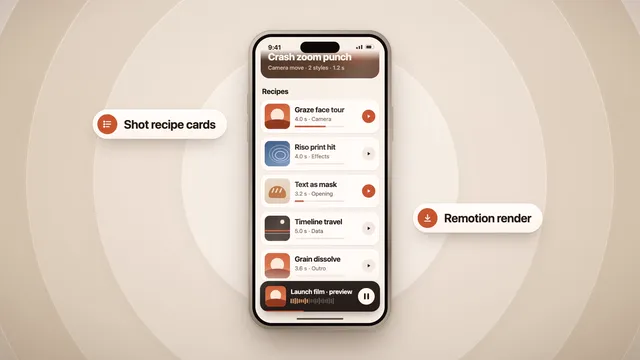 9:41
Crash zoom punch
Camera move · 2 styles · 1.2 s
Recipes
Graze face tour
4.0 s · Camera
Riso print hit
4.0 s · Effects
Text as mask
3.2 s · Opening
Timeline travel
5.0 s · Data
Grain dissolve
3.8 s · Outro
Launch film · preview
Shot recipe cards
Remotion render